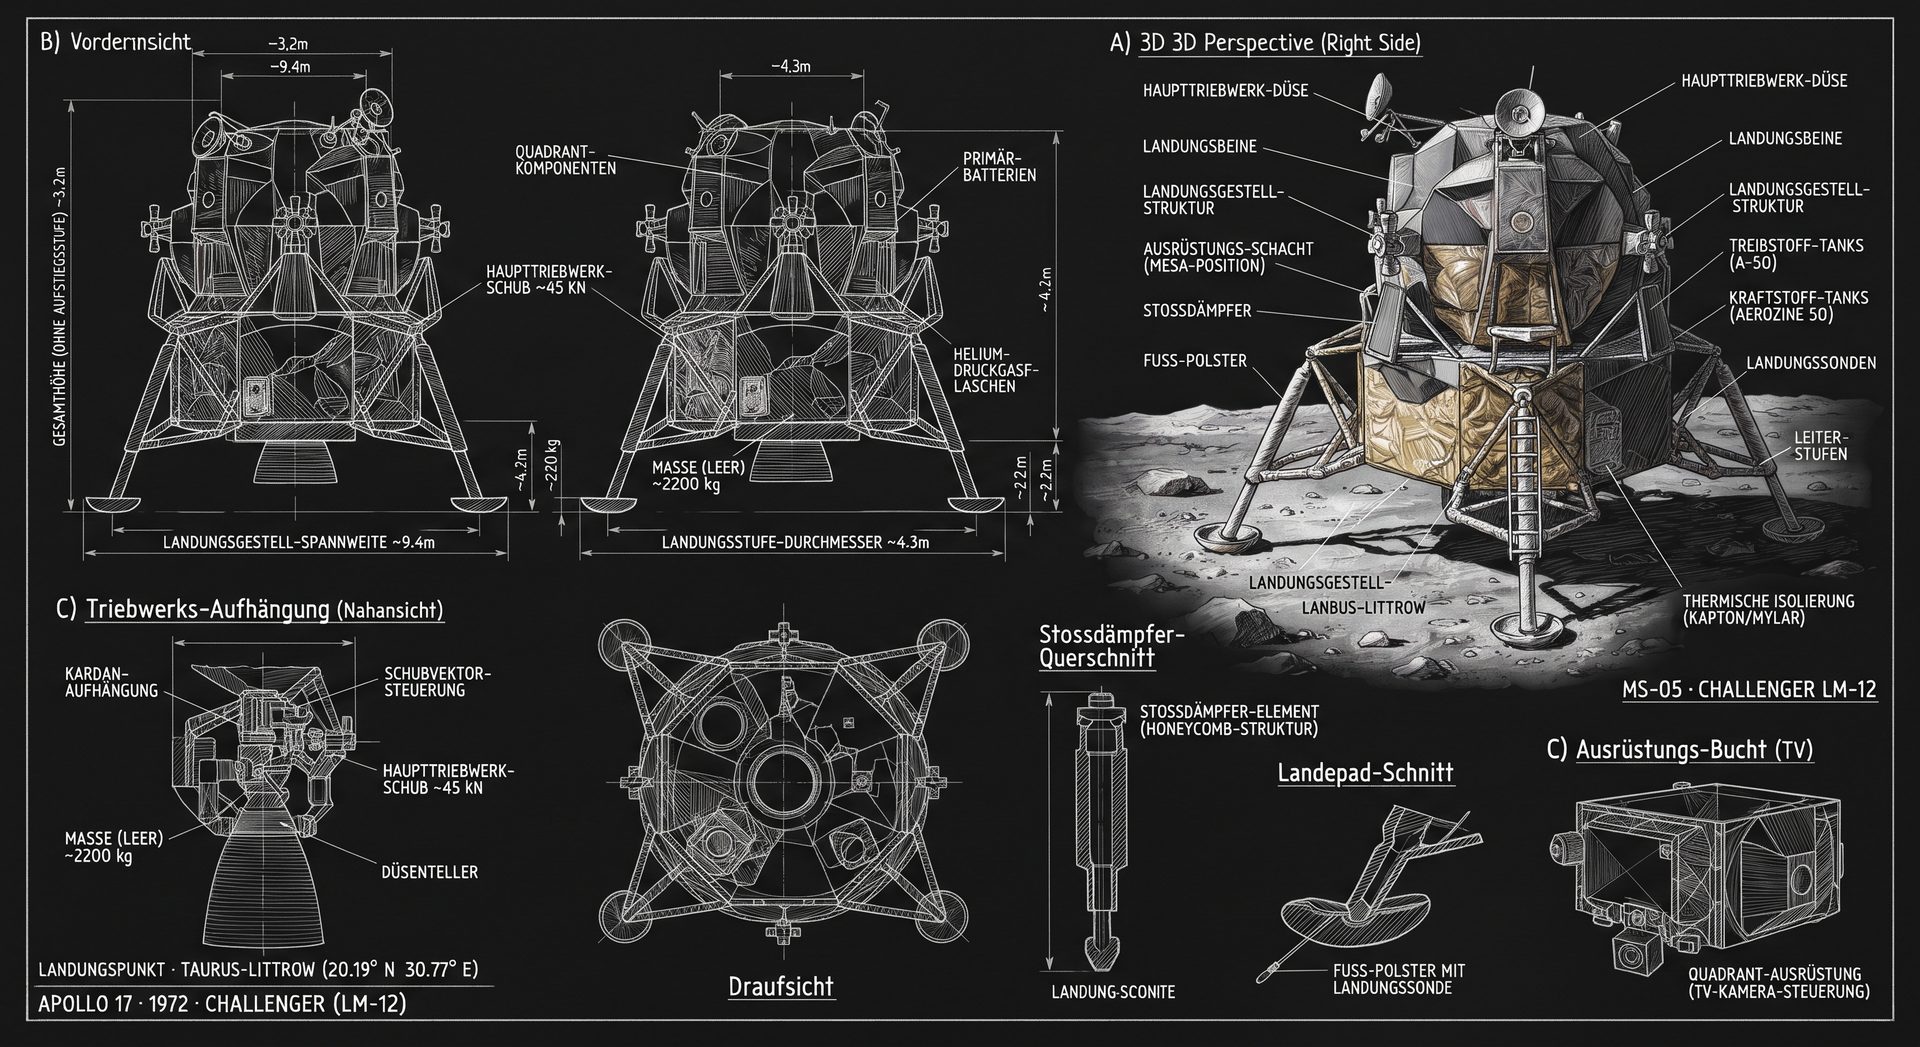 B) Vorderınsicht
~3.2m
~9.4m
GESAMTHÖHE (OHNE AUFSTIEGSSTUFE) ~3.2m
~4.2m
~220 kg
LANDUNGSGESTELL-SPANNWEITE ~9.4m
~4.3m
QUADRANT-
KOMPONENTEN
PRIMÄR-
BATTERIEN
HAUPTTRIEBWERK-
SCHUB ~45 KN
HELIUM-
DRUCKGASF-
LASCHEN
MASSE (LEER)
~2200 kg
~4.2m
~2.2m
~2.2m
LANDUNGSSTUFE-DURCHMESSER ~4.3m
A) 3D 3D Perspective (Right Side)
HAUPTTRIEBWERK-DÜSE
LANDUNGSBEINE
LANDUNGSGESTELL-
STRUKTUR
AUSRÜSTUNGS-SCHACHT
(MESA-POSITION)
STOSSDÄMPFER
FUSS-POLSTER
HAUPTTRIEBWERK-DÜSE
LANDUNGSBEINE
LANDUNGSGESTELL-
STRUKTUR
TREIBSTOFF-TANKS
(A-50)
KRAFTSTOFF-TANKS
(AEROZINE 50)
LANDUNGSSONDEN
LEITER-
STUFEN
LANDUNGSGESTELL-
LANBUS-LITTROW
THERMISCHE ISOLIERUNG
(KAPTON/MYLAR)
MS-05 · CHALLENGER LM-12
C) Triebwerks-Aufhängung (Nahansicht)
KARDAN-
AUFHÄNGUNG
SCHUBVEKTOR-
STEUERUNG
HAUPTTRIEBWERK-
SCHUB ~45 KN
MASSE (LEER)
~2200 kg
DÜSENTELLER
LANDUNGSPUNKT · TAURUS-LITTROW (20.19° N 30.77° E)
APOLLO 17 · 1972 · CHALLENGER (LM-12)
Draufsicht
Stossdämpfer-
Querschnitt
STOSSDÄMPFER-ELEMENT
(HONEYCOMB-STRUKTUR)
LANDUNG-SCONITE
Landepad-Schnitt
FUSS-POLSTER MIT
LANDUNGSSONDE
C) Ausrüstungs-Bucht (TV)
QUADRANT-AUSRÜSTUNG
(TV-KAMERA-STEUERUNG)